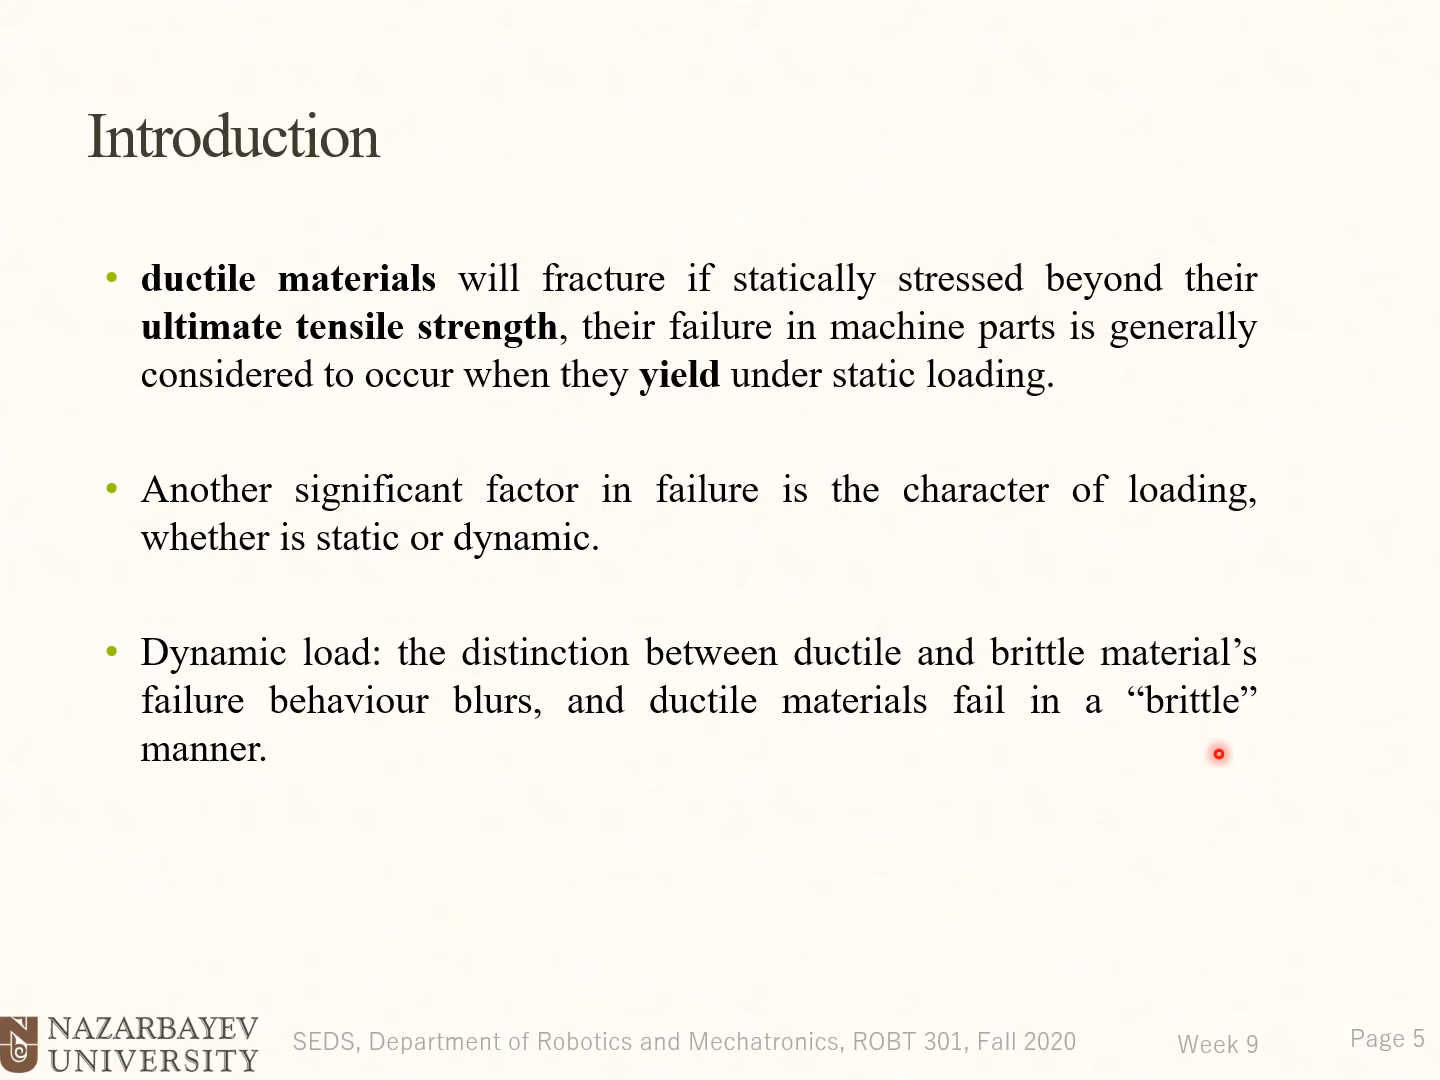 Introduction
• ductile materials will fracture if statically stressed beyond their
ultimate tensile strength, their failure in machine parts is generally
considered to occur when they yield under static loading.
• Another significant factor in failure is the character of loading,
whether is static or dynamic.
• Dynamic load: the distinction between ductile and brittle material’s
failure behaviour blurs, and ductile materials fail in a “brittle”
manner.
NAZARBAYEV
UNIVERSITY
SEDS, Department of Robotics and Mechatronics, ROBT 301, Fall 2020
Week 9
Page 5